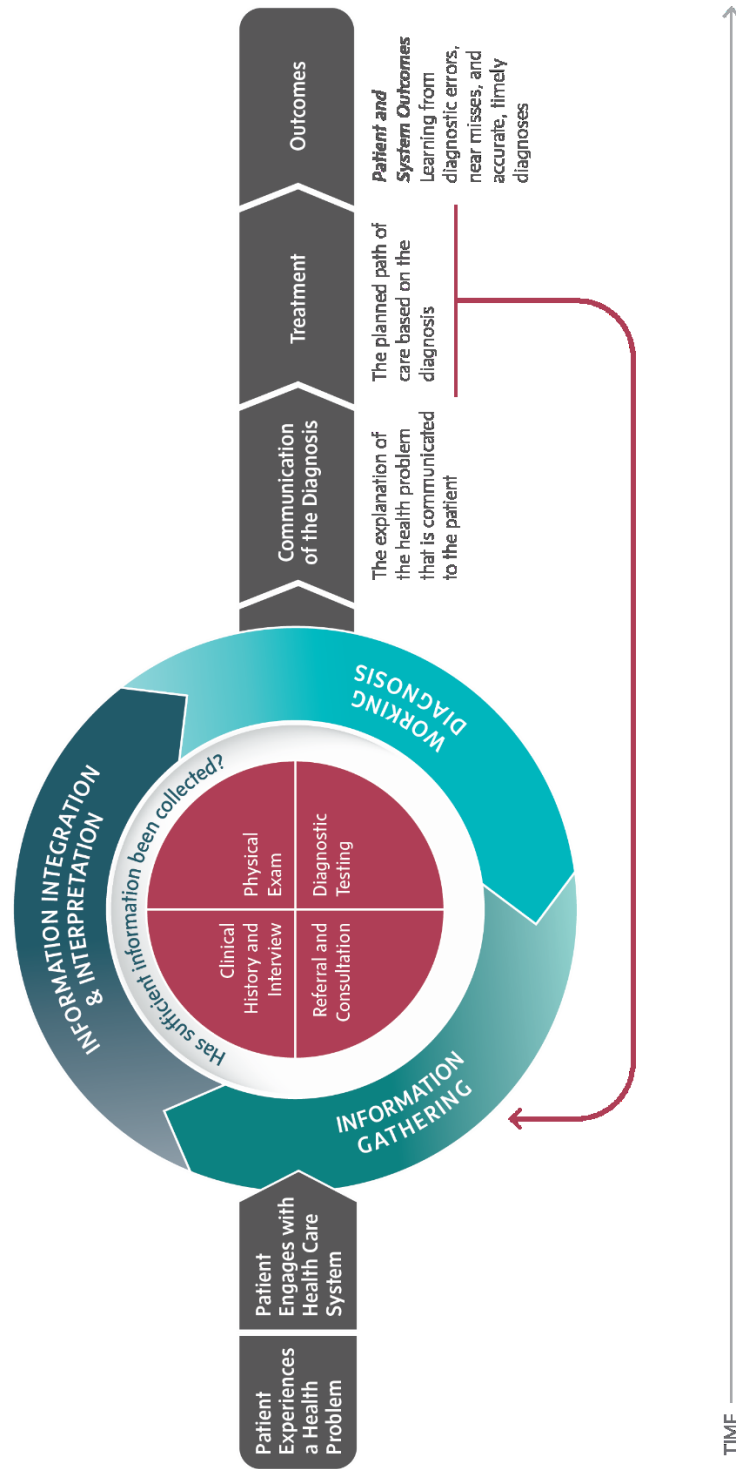 Patient
Experiences
a Health
Problem
Patient
Engages with
Health Care
System
INFORMATION INTEGRATION
& INTERPRETATION
Has sufficient information been collected?
Clinical
History and
Interview
Physical
Exam
Referral and
Consultation
Diagnostic
Testing
INFORMATION
GATHERING
WORKING
DIAGNOSIS
Communication
of the Diagnosis
The explanation of
the health problem
that is communicated
to the patient
Treatment
The planned path of
care based on the
diagnosis
Outcomes
Patient and
System Outcomes
Learning from
diagnostic errors,
near misses, and
accurate, timely
diagnoses
TIME